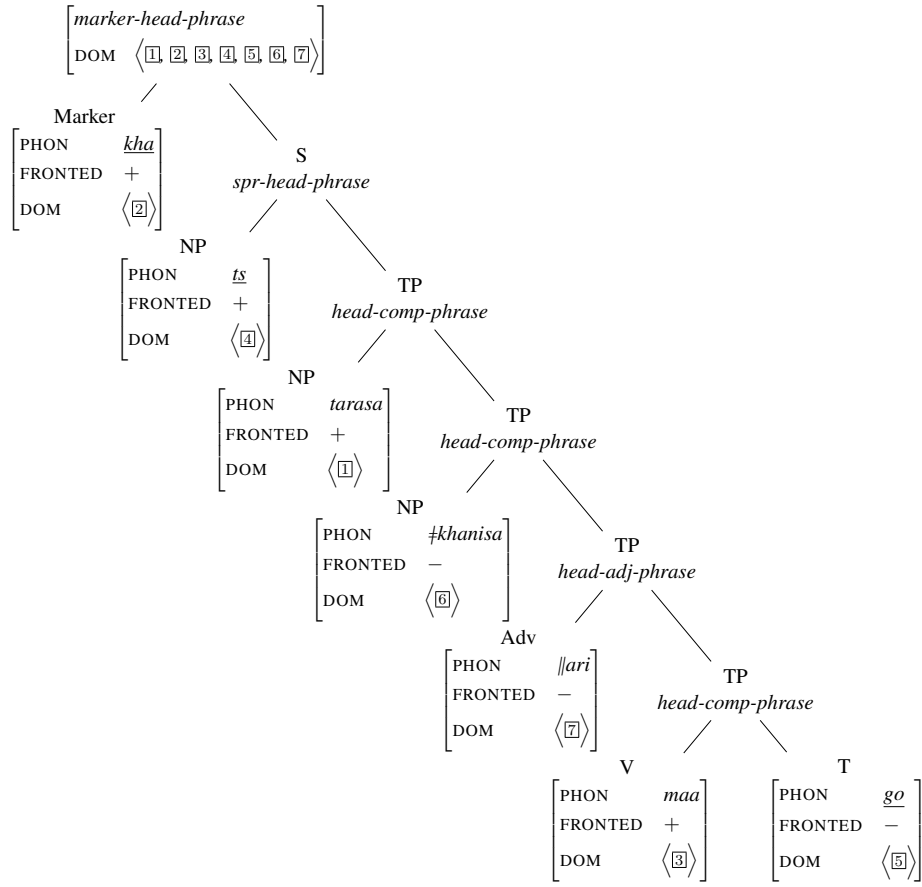 marker-head-phrase
DOM ⟨1, 2, 3, 4, 5, 6, 7⟩
Marker
PHON kha
FRONTED +
DOM ⟨2⟩
S
spr-head-phrase
NP
PHON ts
FRONTED +
DOM ⟨4⟩
TP
head-comp-phrase
NP
PHON tarasa
FRONTED +
DOM ⟨1⟩
TP
head-comp-phrase
NP
PHON ǂkhanisa
FRONTED −
DOM ⟨6⟩
TP
head-adj-phrase
Adv
PHON ǁari
FRONTED −
DOM ⟨7⟩
TP
head-comp-phrase
V
PHON maa
FRONTED +
DOM ⟨3⟩
T
PHON go
FRONTED −
DOM ⟨5⟩